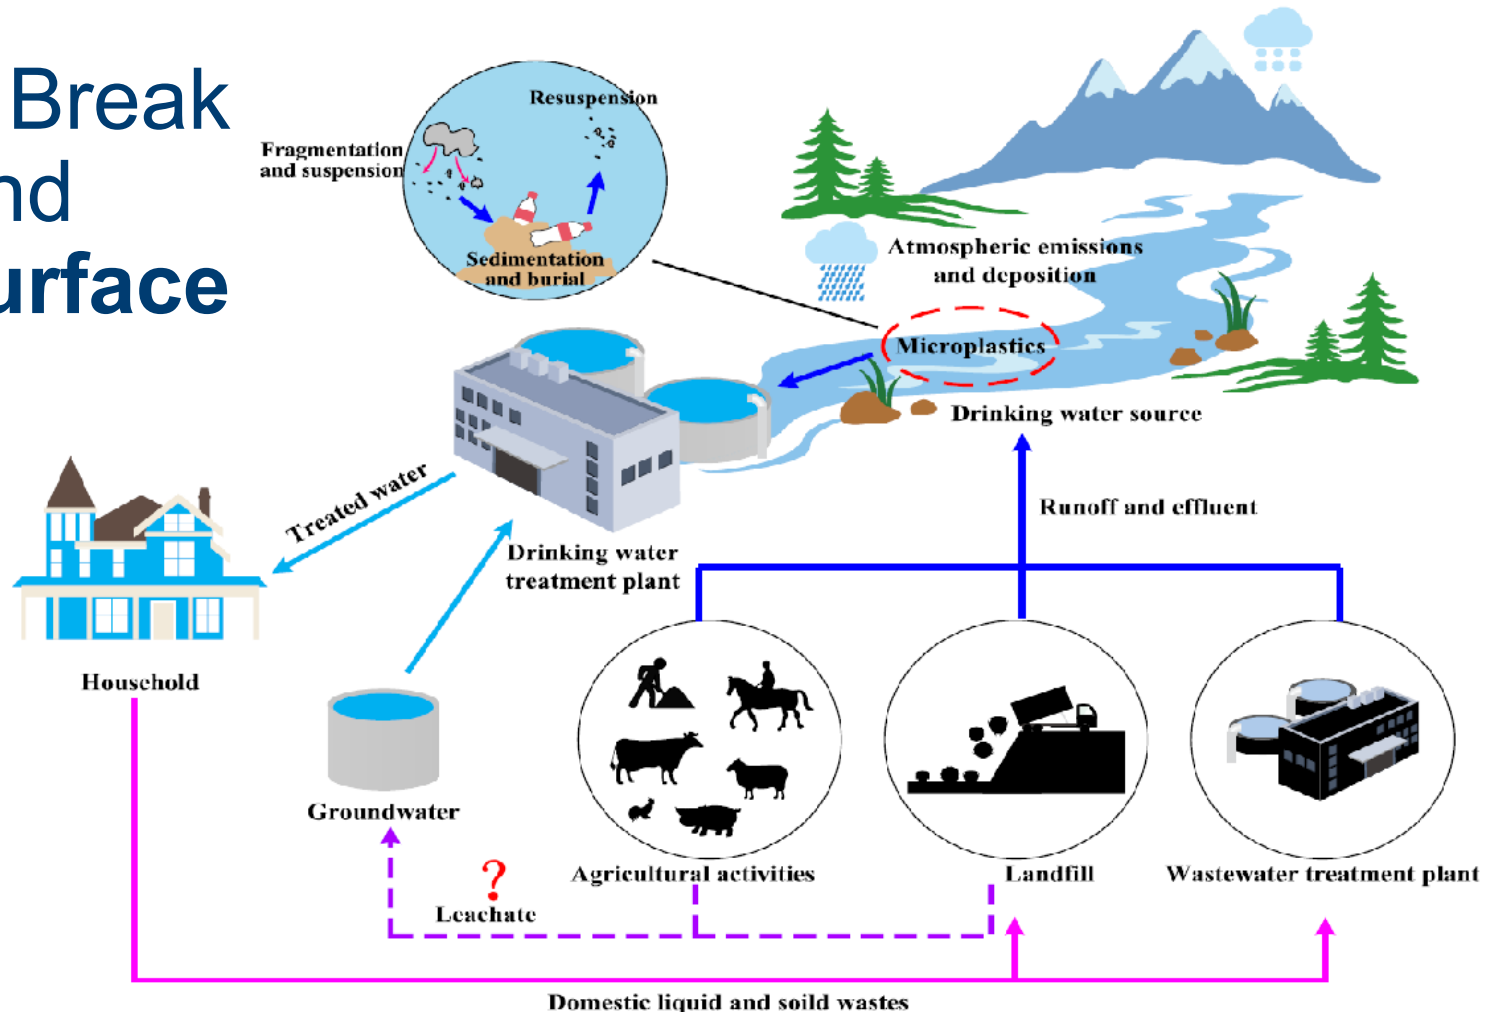 Break
nd
urface
Resuspension
Fragmentation
and suspension
Sedimentation
and burial
Atmospheric emissions
and deposition
Microplastics
Drinking water source
Treated water
Runoff and effluent
Drinking water
treatment plant
Household
Groundwater
?
Leachate
Agricultural activities
Landfill
Wastewater treatment plant
Domestic liquid and soild wastes